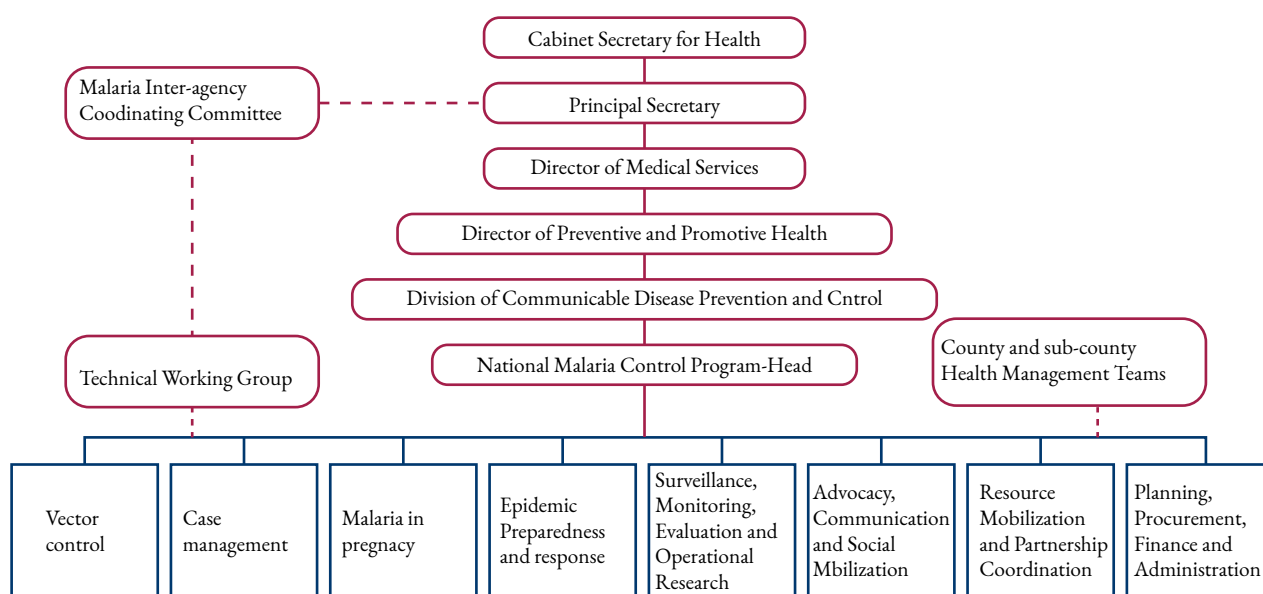 Cabinet Secretary for Health
Malaria Inter-agency
Coodinating Committee
Principal Secretary
Director of Medical Services
Director of Preventive and Promotive Health
Division of Communicable Disease Prevention and Cntrol
Technical Working Group
National Malaria Control Program-Head
County and sub-county
Health Management Teams
Vector
control
Case
management
Malaria in
pregnacy
Epidemic
Preparedness
and response
Surveillance,
Monitoring,
Evaluation and
Operational
Research
Advocacy,
Communication
and Social
Mbilization
Resource
Mobilization
and Partnership
Coordination
Planning,
Procurement,
Finance and
Administration